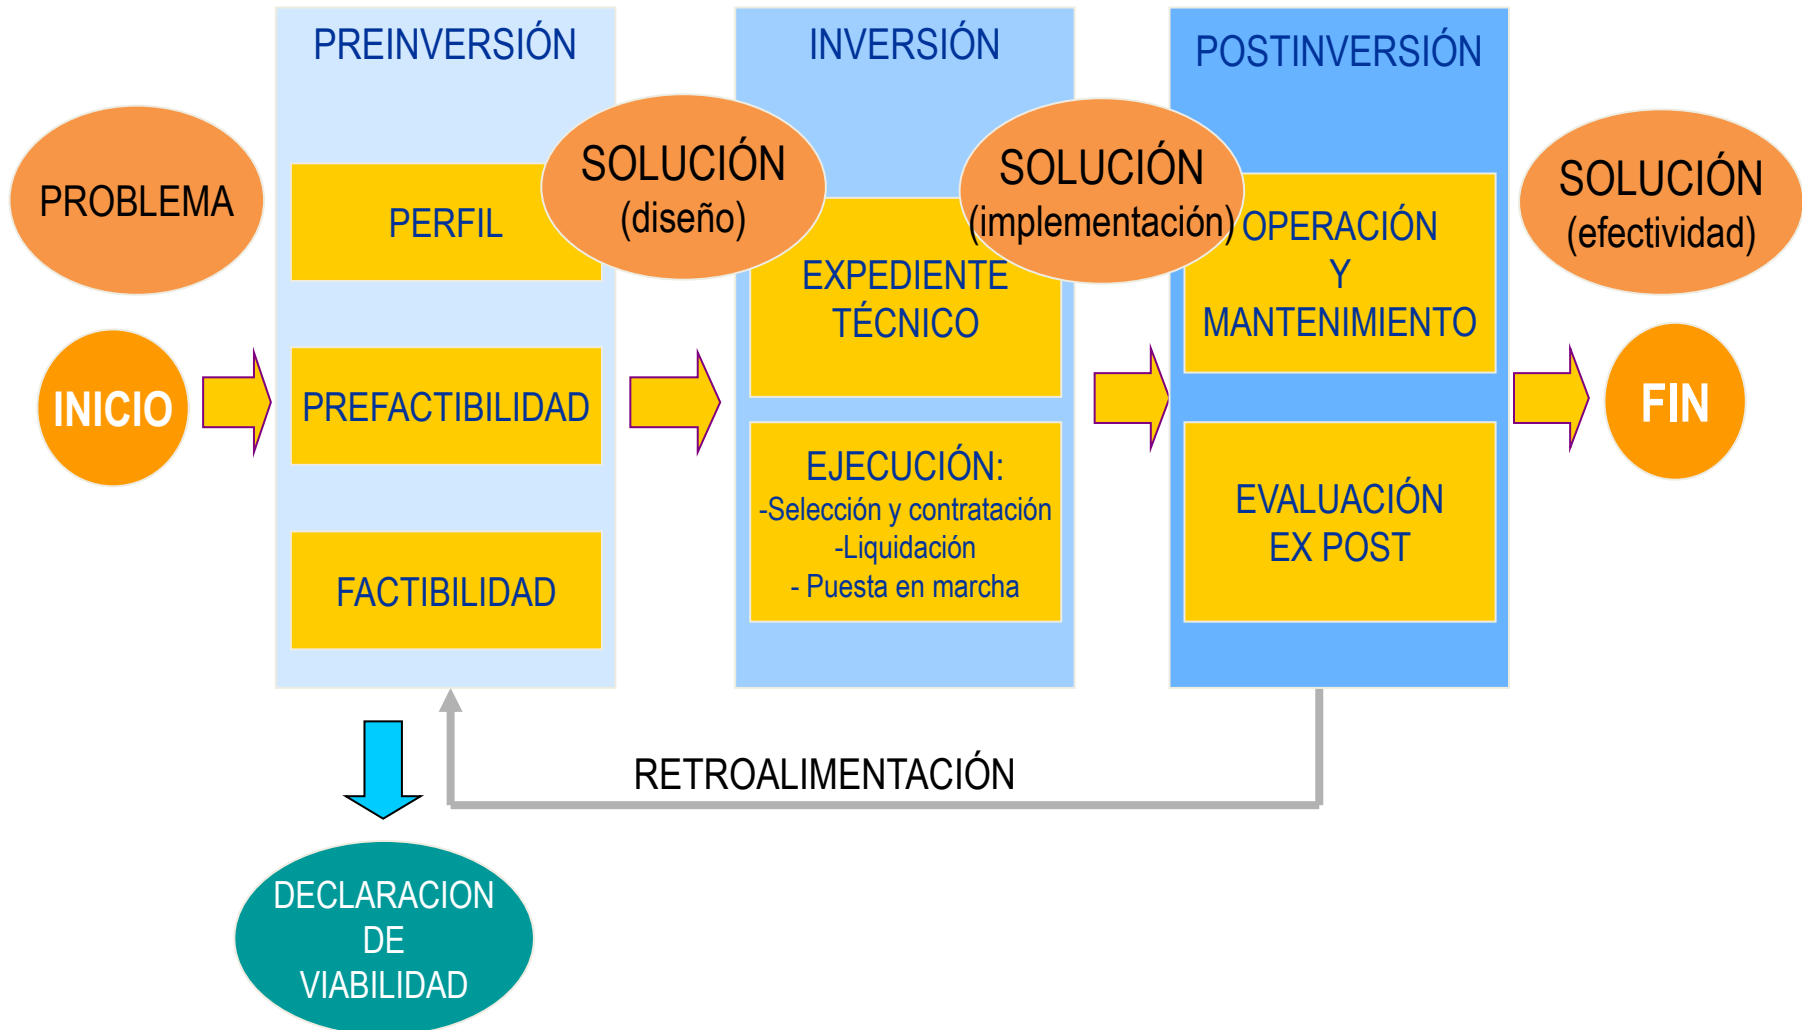 PREINVERSIÓN
INVERSIÓN
POSTINVERSIÓN
PROBLEMA
SOLUCIÓN
(diseño)
SOLUCIÓN
(implementación)
SOLUCIÓN
(efectividad)
INICIO
PERFIL
PREFACTIBILIDAD
FACTIBILIDAD
EXPEDIENTE
TÉCNICO
EJECUCIÓN:
-Selección y contratación
-Liquidación
- Puesta en marcha
OPERACIÓN
Y
MANTENIMIENTO
EVALUACIÓN
EX POST
FIN
RETROALIMENTACIÓN
DECLARACION
DE
VIABILIDAD